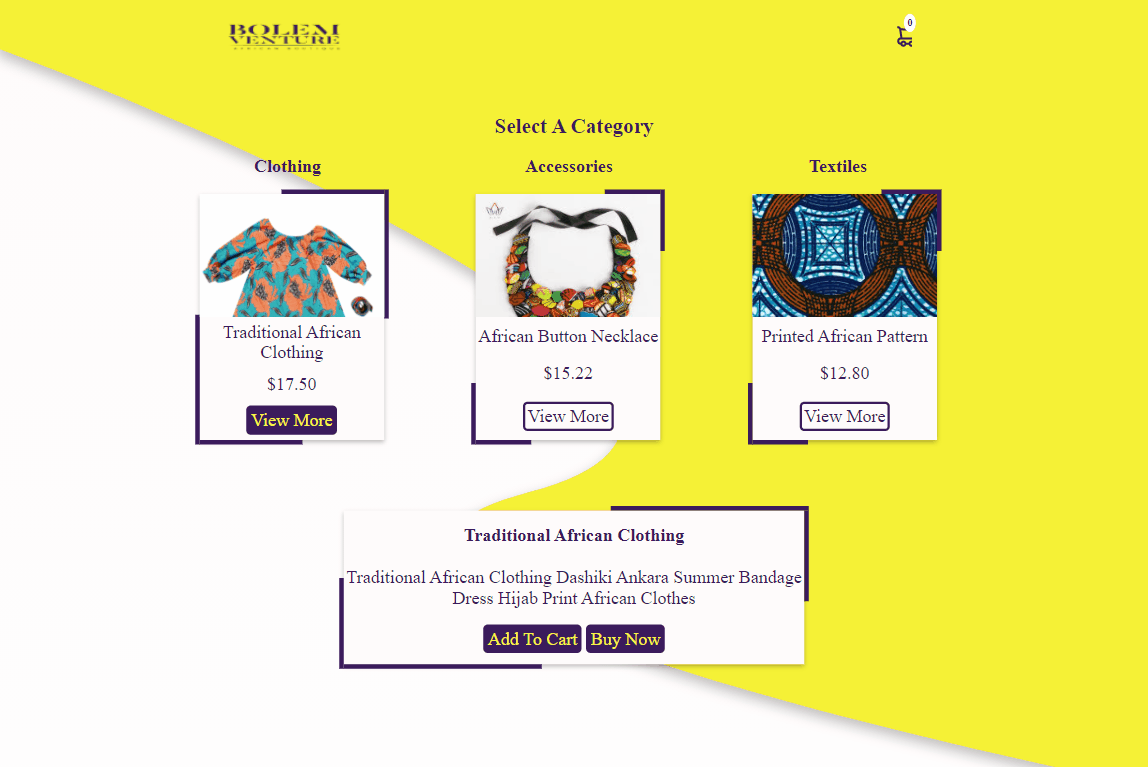 BOLEM
VENTURE
AFRICAN BOUTIQUE
0
Select A Category
Clothing
Accessories
Textiles
Traditional African
Clothing
$17.50
View More
African Button Necklace
$15.22
View More
Printed African Pattern
$12.80
View More
Traditional African Clothing
Traditional African Clothing Dashiki Ankara Summer Bandage
Dress Hijab Print African Clothes
Add To Cart
Buy Now